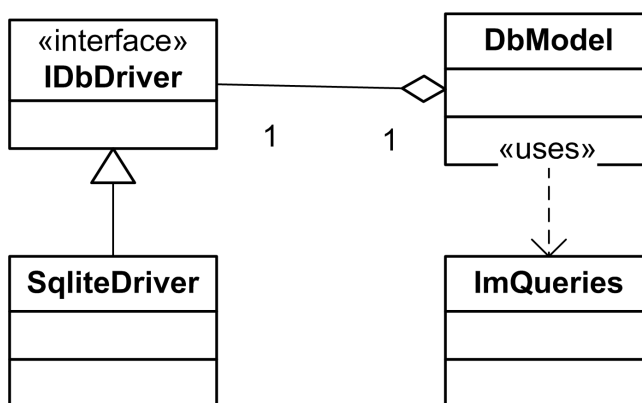 «interface»
IDbDriver
DbModel
1
1
«uses»
SqliteDriver
ImQueries